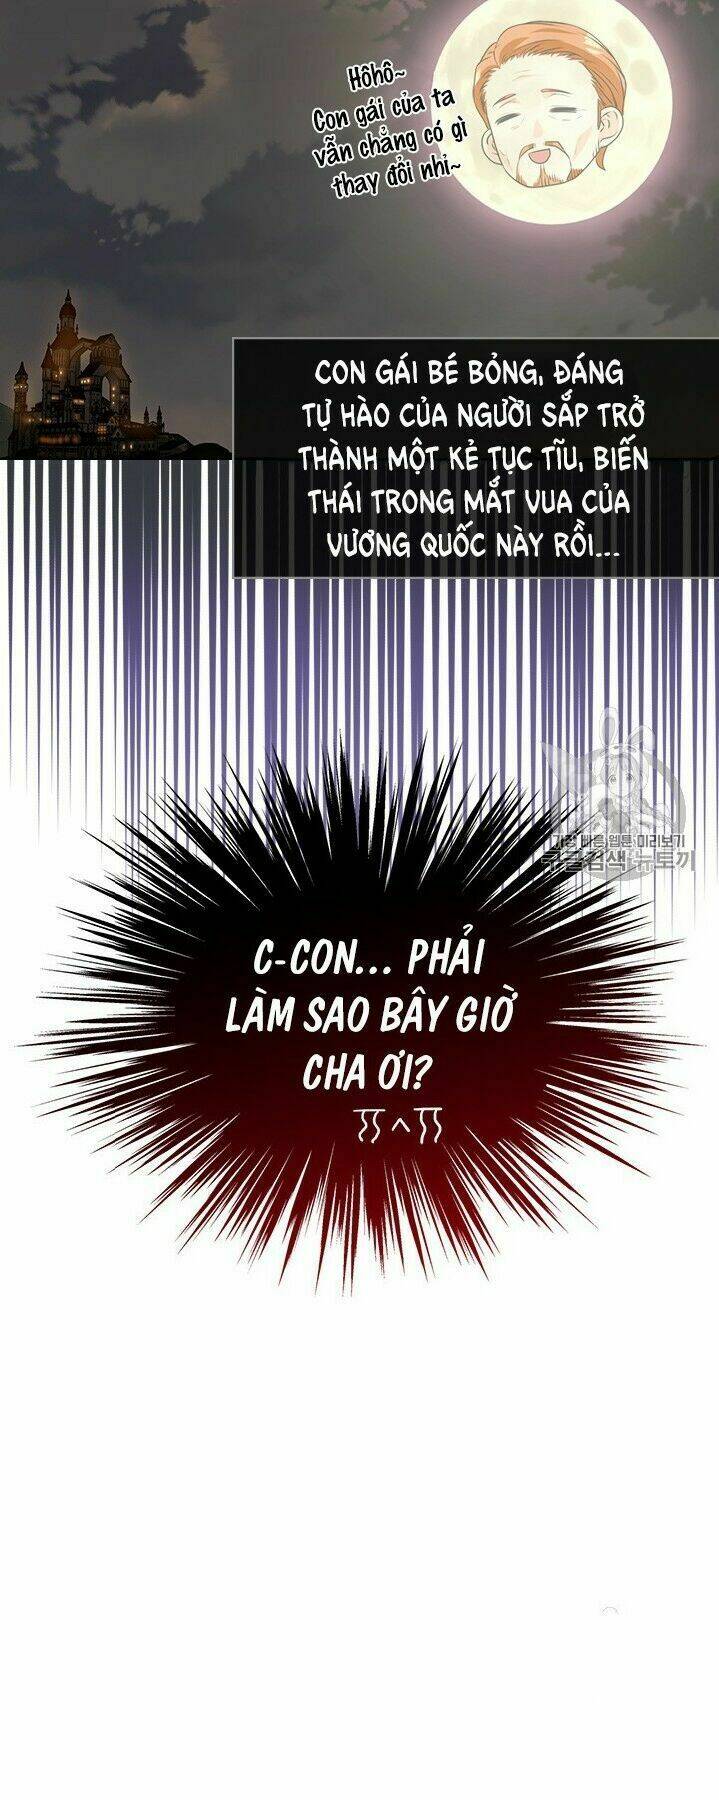 Hôhô~
Con gái của ta
vẫn chẳng có gì
thay đổi nhỉ~
CON GÁI BÉ BỎNG, ĐÁNG
TỰ HÀO CỦA NGƯỜI SẮP TRỞ
THÀNH MỘT KẺ TỤC TĨU, BIẾN
THÁI TRONG MẮT VUA CỦA
VƯƠNG QUỐC NÀY RỒI...
가장 빠른 웹툰 미리보기
구글검색 뉴토끼
C-CON... PHẢI
LÀM SAO BÂY GIỜ
CHA ƠI?
ㅠ^ㅠ